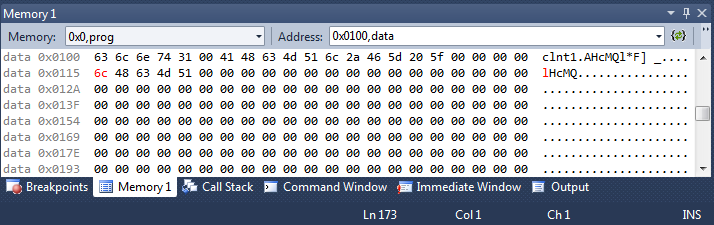 Memory 1
Memory: 0x0,prog Address: 0x0100,data
data 0x0100 63 6c 6e 74 31 00 41 48 63 4d 51 6c 2a 46 5d 20 5f 00 00 00 00 clnt1.AHcMQl*F] _....
data 0x0115 6c 48 63 4d 51 00 00 00 00 00 00 00 00 00 00 00 00 00 00 00 00 lHcMQ................
data 0x012A 00 00 00 00 00 00 00 00 00 00 00 00 00 00 00 00 00 00 00 00 00 .....................
data 0x013F 00 00 00 00 00 00 00 00 00 00 00 00 00 00 00 00 00 00 00 00 00 .....................
data 0x0154 00 00 00 00 00 00 00 00 00 00 00 00 00 00 00 00 00 00 00 00 00 .....................
data 0x0169 00 00 00 00 00 00 00 00 00 00 00 00 00 00 00 00 00 00 00 00 00 .....................
data 0x017E 00 00 00 00 00 00 00 00 00 00 00 00 00 00 00 00 00 00 00 00 00 .....................
data 0x0193 00 00 00 00 00 00 00 00 00 00 00 00 00 00 00 00 00 00 00 00 00 .....................
Breakpoints Memory 1 Call Stack Command Window Immediate Window Output
Ln 173 Col 1 Ch 1 INS